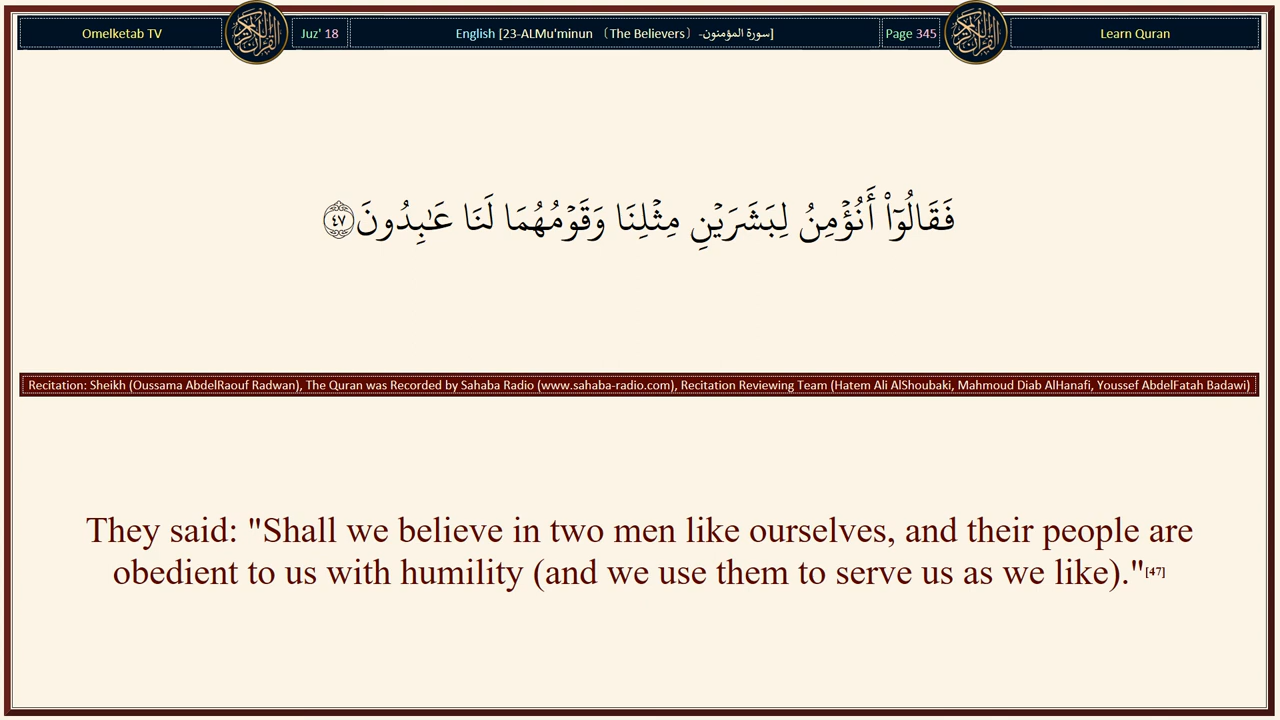 Omelketab TV
Juz' 18
English [23-ALMu'minun （The Believers） -سورة المؤمنون]
Page 345
Learn Quran
فَقَالُوٓا۟ أَنُؤْمِنُ لِبَشَرَيْنِ مِثْلِنَا وَقَوْمُهُمَا لَنَا عَـٰبِدُونَ ٤٧
Recitation: Sheikh (Oussama AbdelRaouf Radwan), The Quran was Recorded by Sahaba Radio (www.sahaba-radio.com), Recitation Reviewing Team (Hatem Ali AlShoubaki, Mahmoud Diab AlHanafi, Youssef AbdelFatah Badawi)
They said: "Shall we believe in two men like ourselves, and their people are
obedient to us with humility (and we use them to serve us as we like)."[47]